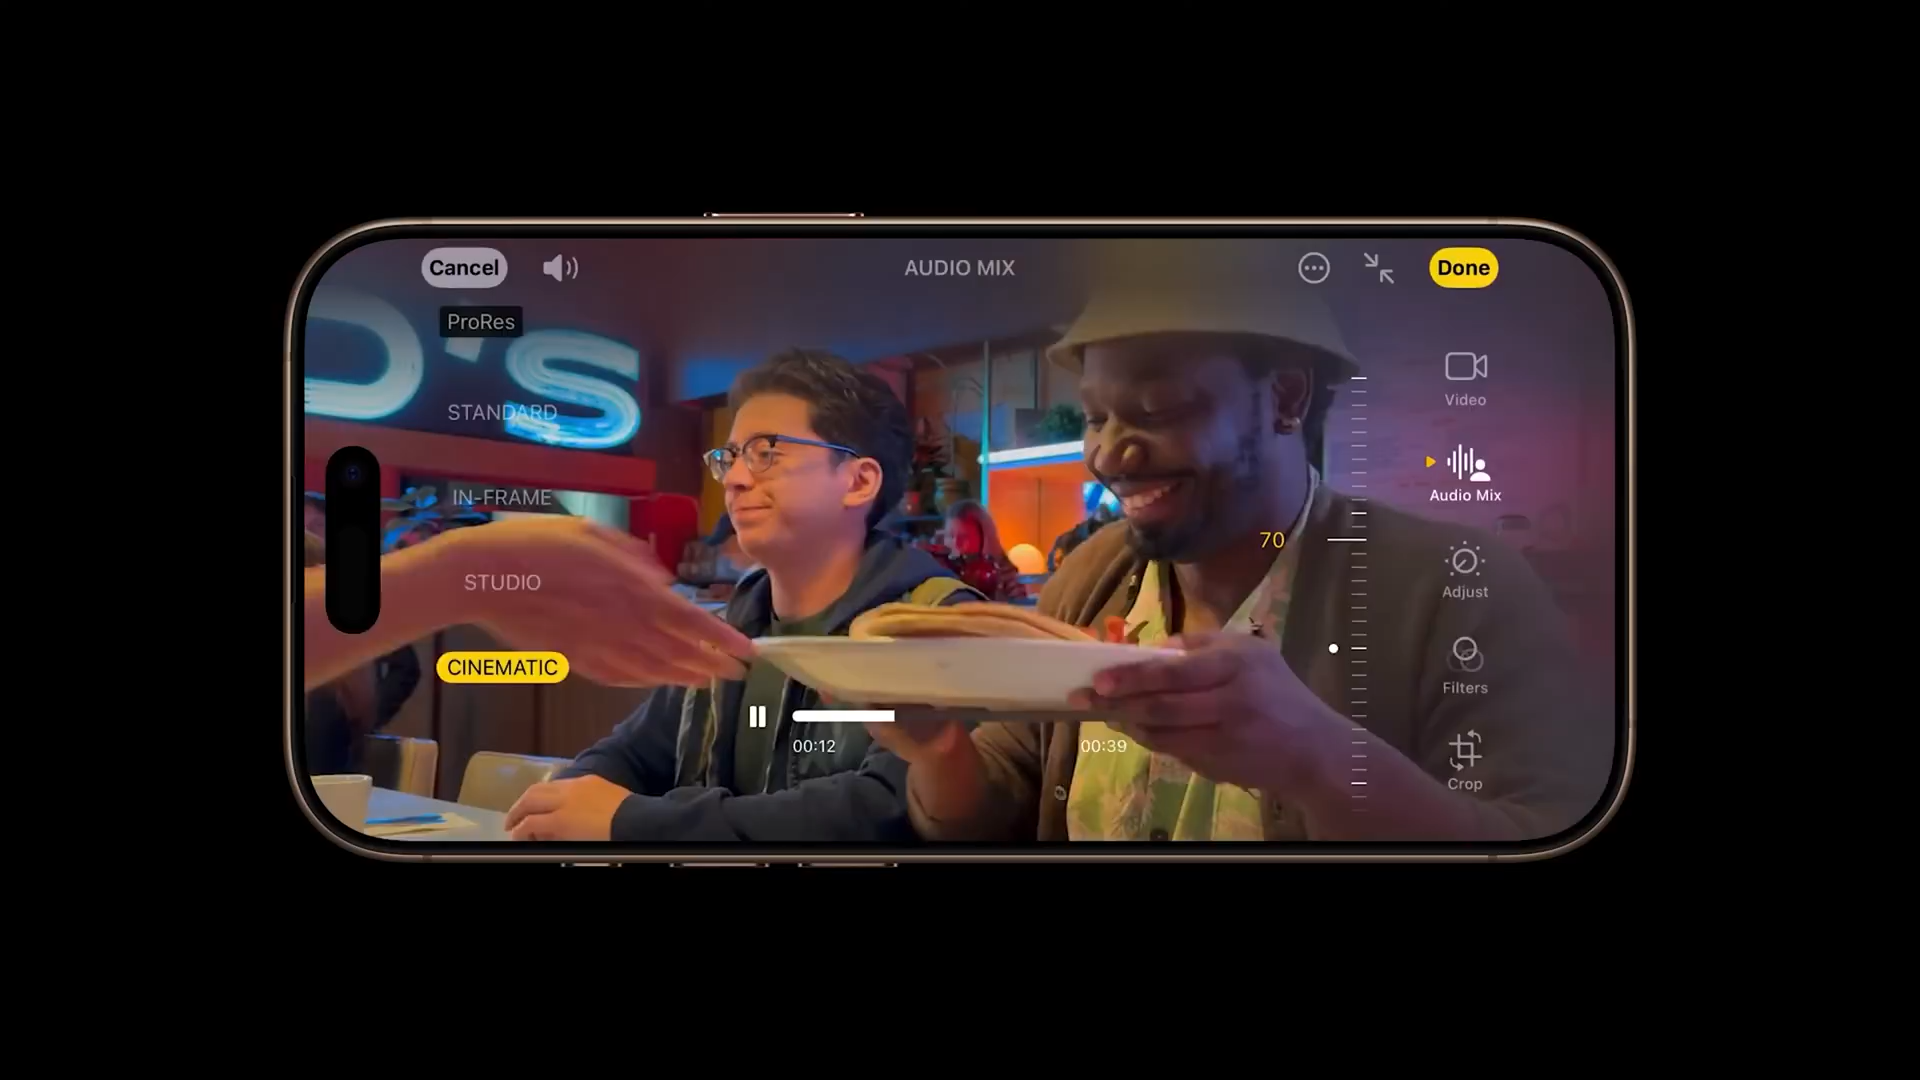 Cancel
AUDIO MIX
Done
ProRes
D'S
STANDARD
IN-FRAME
STUDIO
CINEMATIC
70
00:12
00:39
Video
Audio Mix
Adjust
Filters
Crop